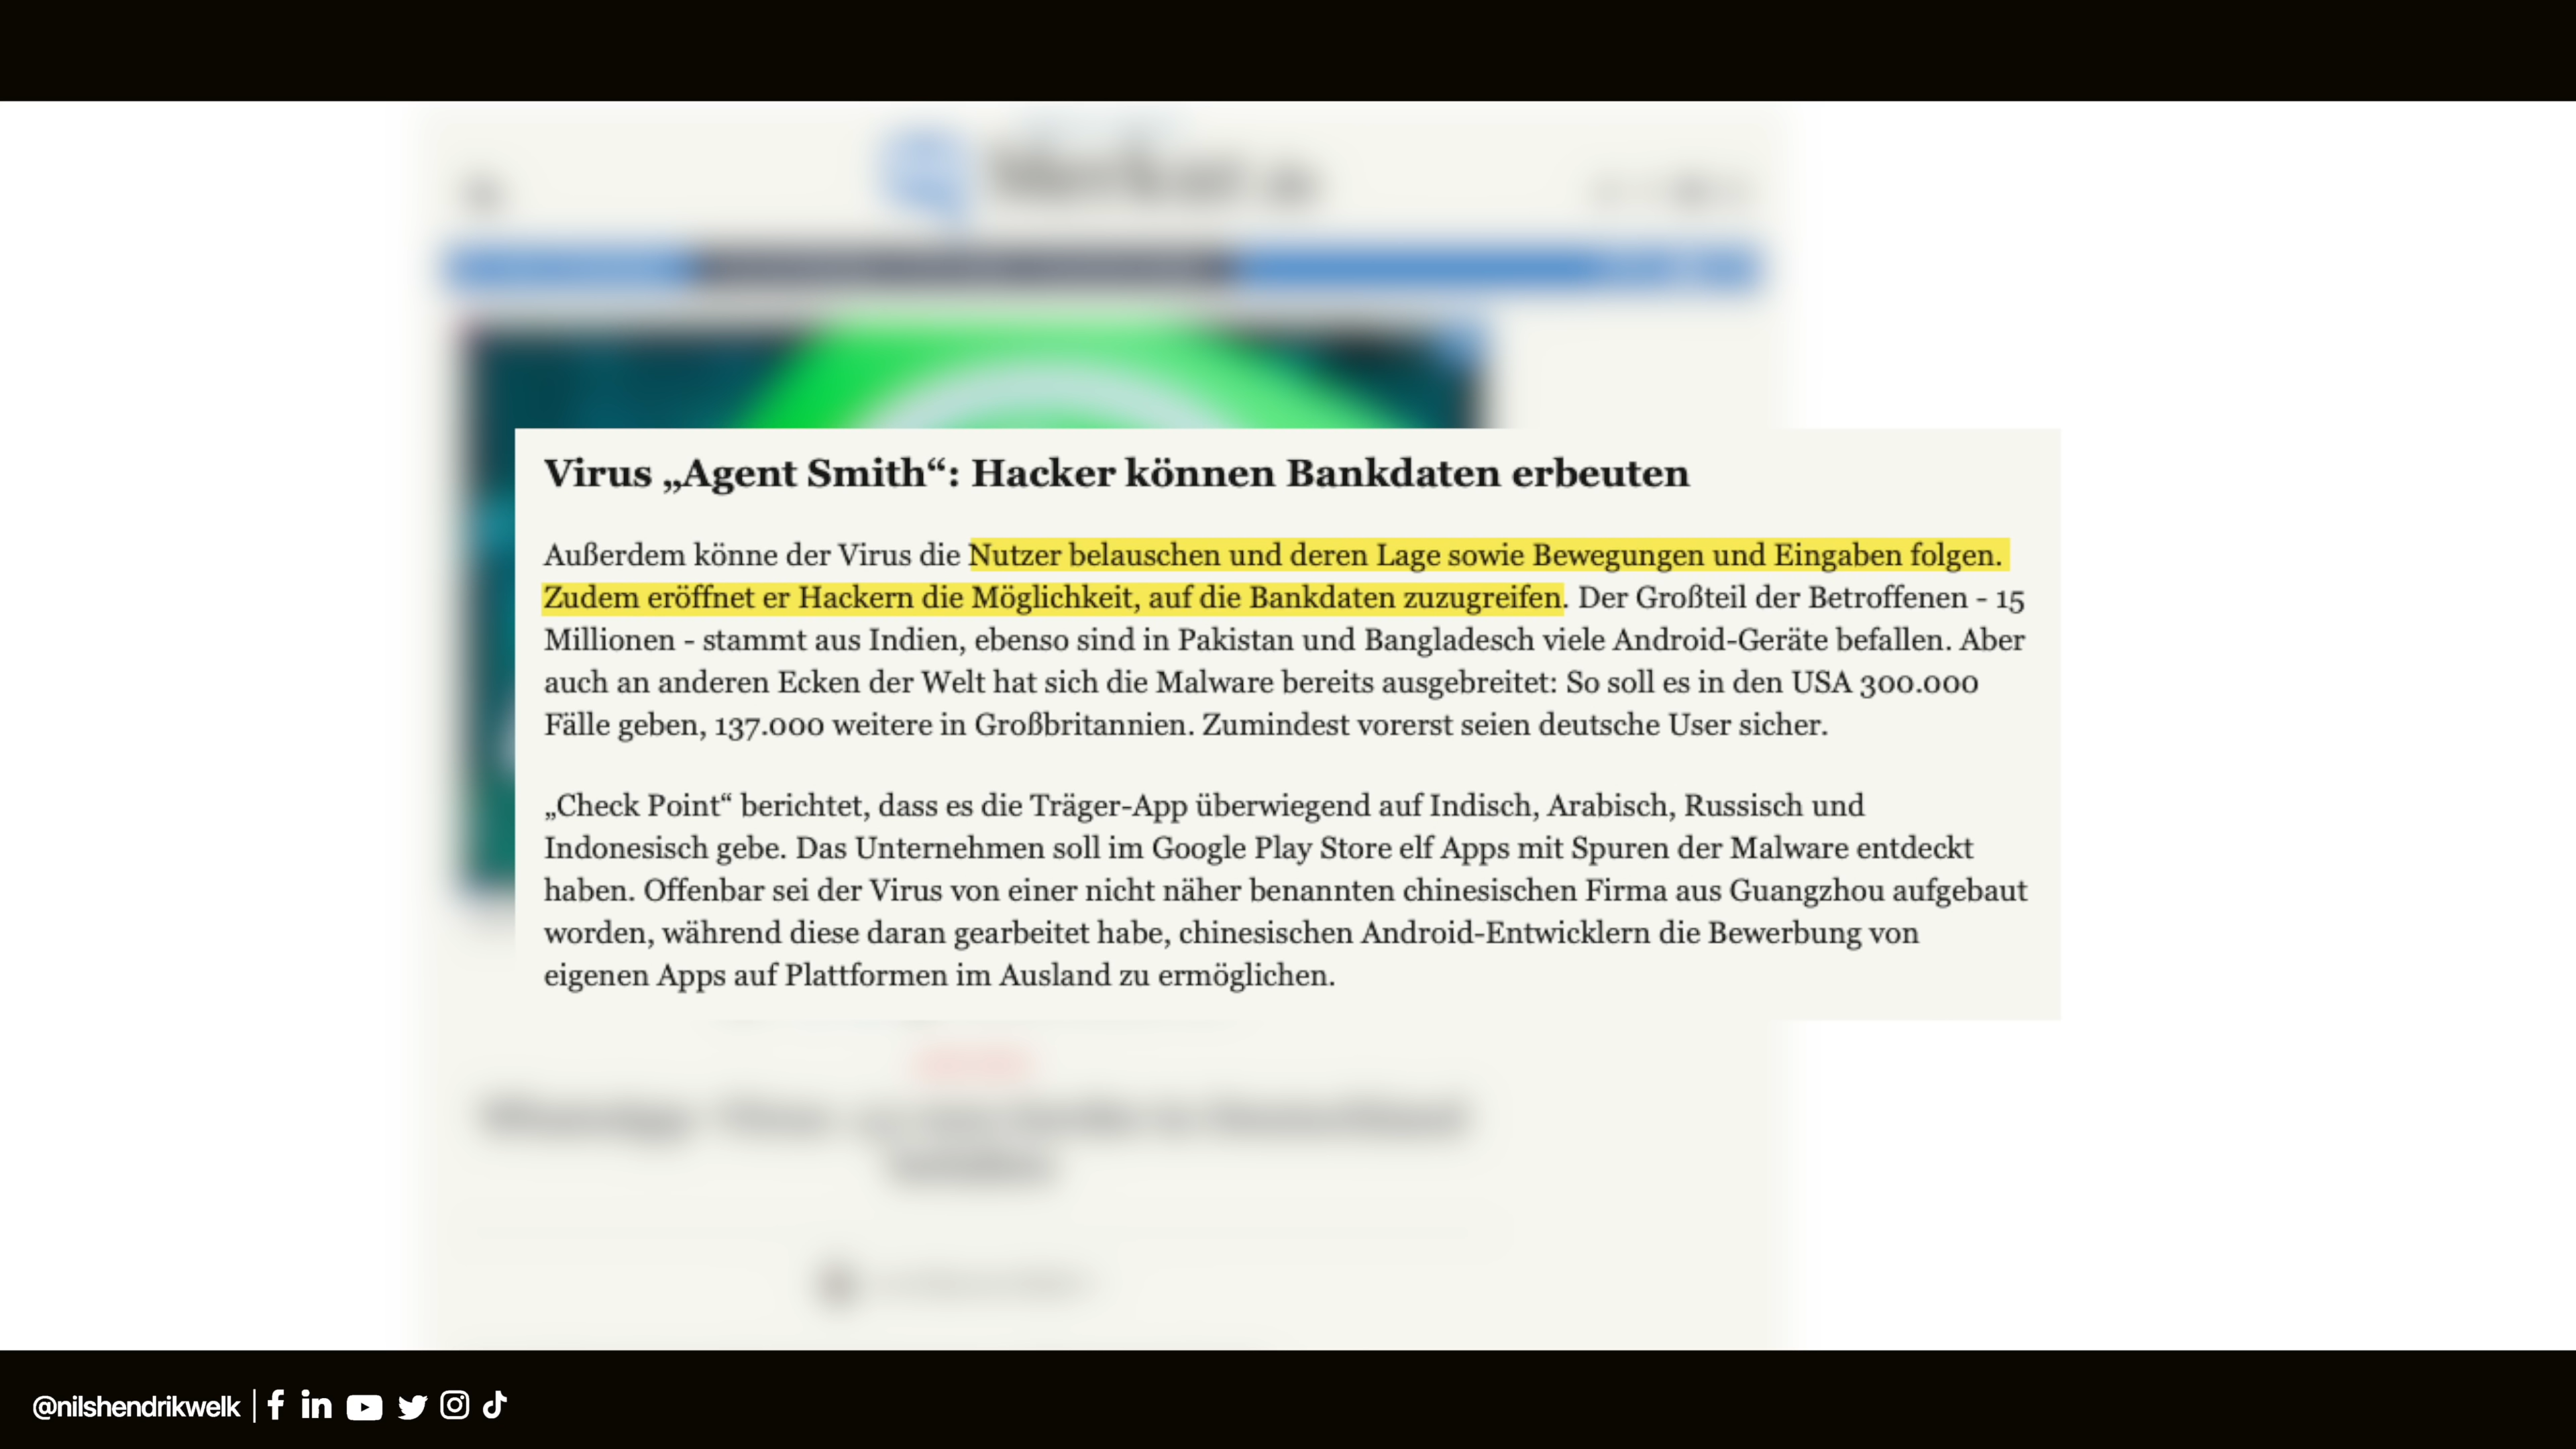 Virus „Agent Smith“: Hacker können Bankdaten erbeuten
Außerdem könne der Virus die Nutzer belauschen und deren Lage sowie Bewegungen und Eingaben folgen.
Zudem eröffnet er Hackern die Möglichkeit, auf die Bankdaten zuzugreifen. Der Großteil der Betroffenen - 15
Millionen - stammt aus Indien, ebenso sind in Pakistan und Bangladesch viele Android-Geräte befallen. Aber
auch an anderen Ecken der Welt hat sich die Malware bereits ausgebreitet: So soll es in den USA 300.000
Fälle geben, 137.000 weitere in Großbritannien. Zumindest vorerst seien deutsche User sicher.
„Check Point“ berichtet, dass es die Träger-App überwiegend auf Indisch, Arabisch, Russisch und
Indonesisch gebe. Das Unternehmen soll im Google Play Store elf Apps mit Spuren der Malware entdeckt
haben. Offenbar sei der Virus von einer nicht näher benannten chinesischen Firma aus Guangzhou aufgebaut
worden, während diese daran gearbeitet habe, chinesischen Android-Entwicklern die Bewerbung von
eigenen Apps auf Plattformen im Ausland zu ermöglichen.
@nilshendrikwelk